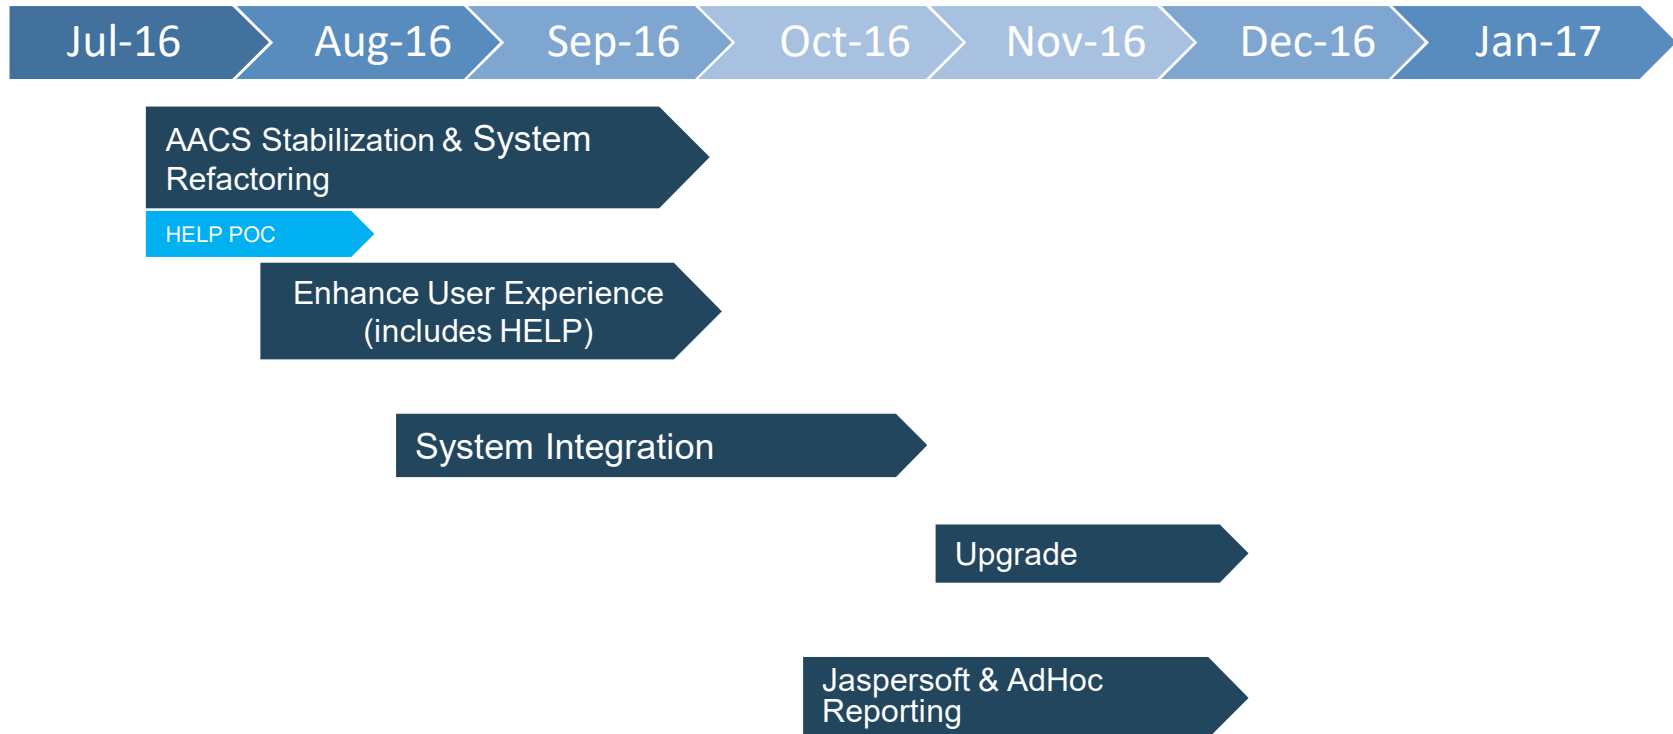 Jul-16 Aug-16 Sep-16 Oct-16 Nov-16 Dec-16 Jan-17
AACS Stabilization & System
Refactoring
HELP POC
Enhance User Experience
(includes HELP)
System Integration
Upgrade
Jaspersoft & AdHoc
Reporting